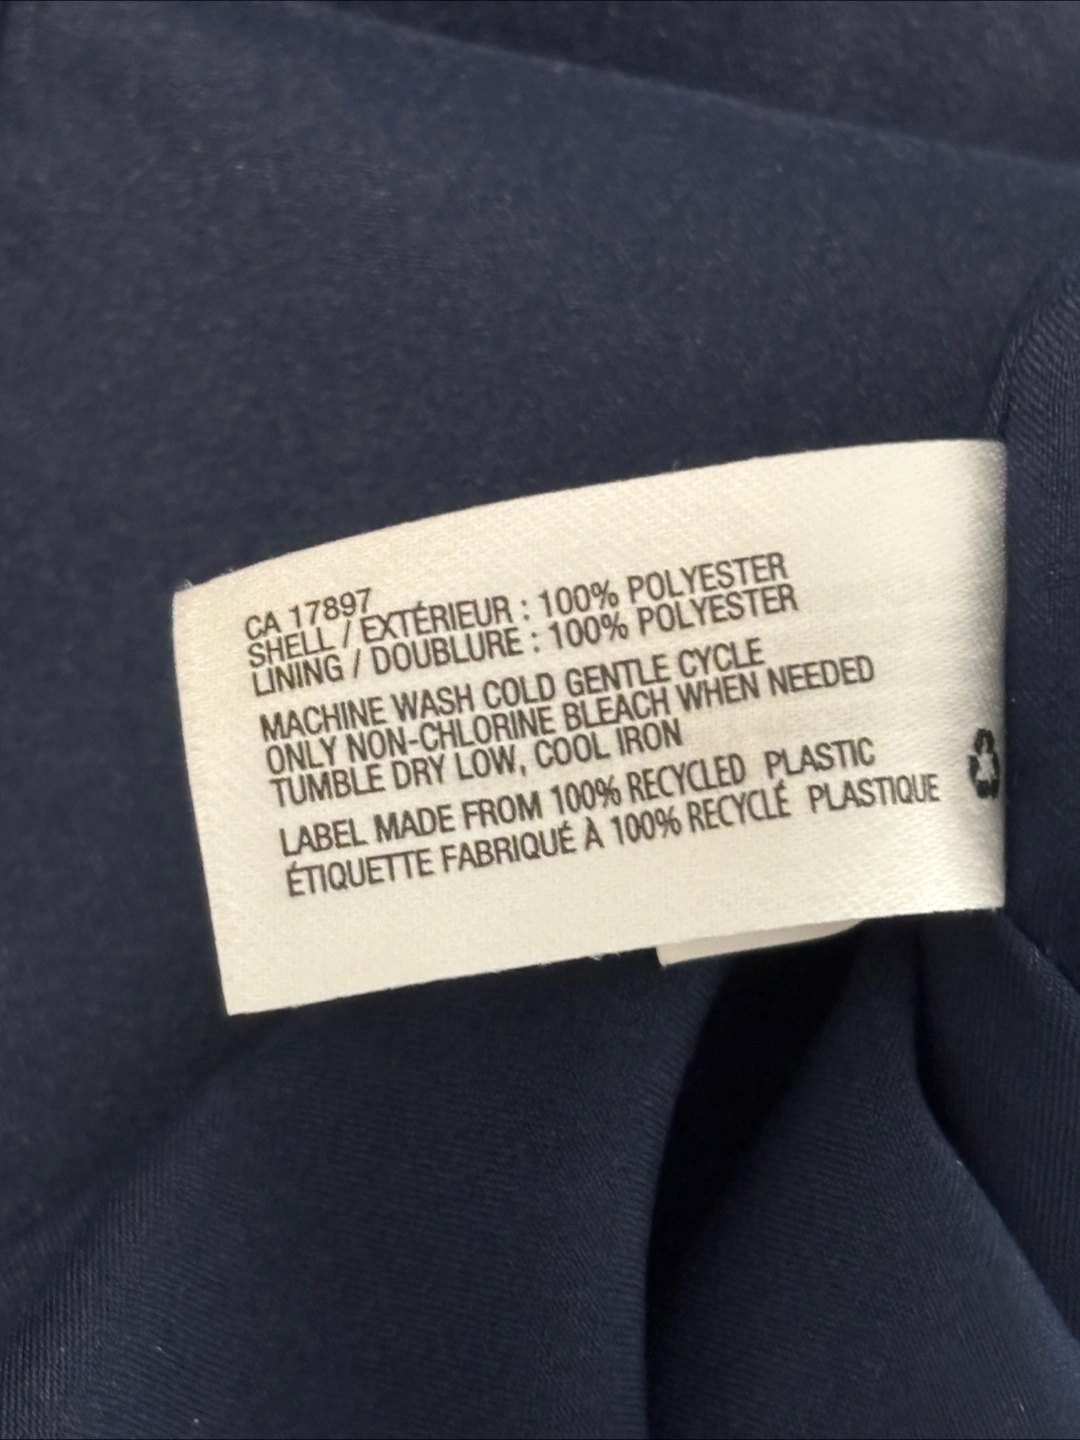 CA 17897
SHELL / EXTÉRIEUR : 100% POLYESTER
LINING / DOUBLURE : 100% POLYESTER
MACHINE WASH COLD GENTLE CYCLE
ONLY NON-CHLORINE BLEACH WHEN NEEDED
TUMBLE DRY LOW, COOL IRON
LABEL MADE FROM 100% RECYCLED PLASTIC
ÉTIQUETTE FABRIQUÉ À 100% RECYCLÉ PLASTIQUE